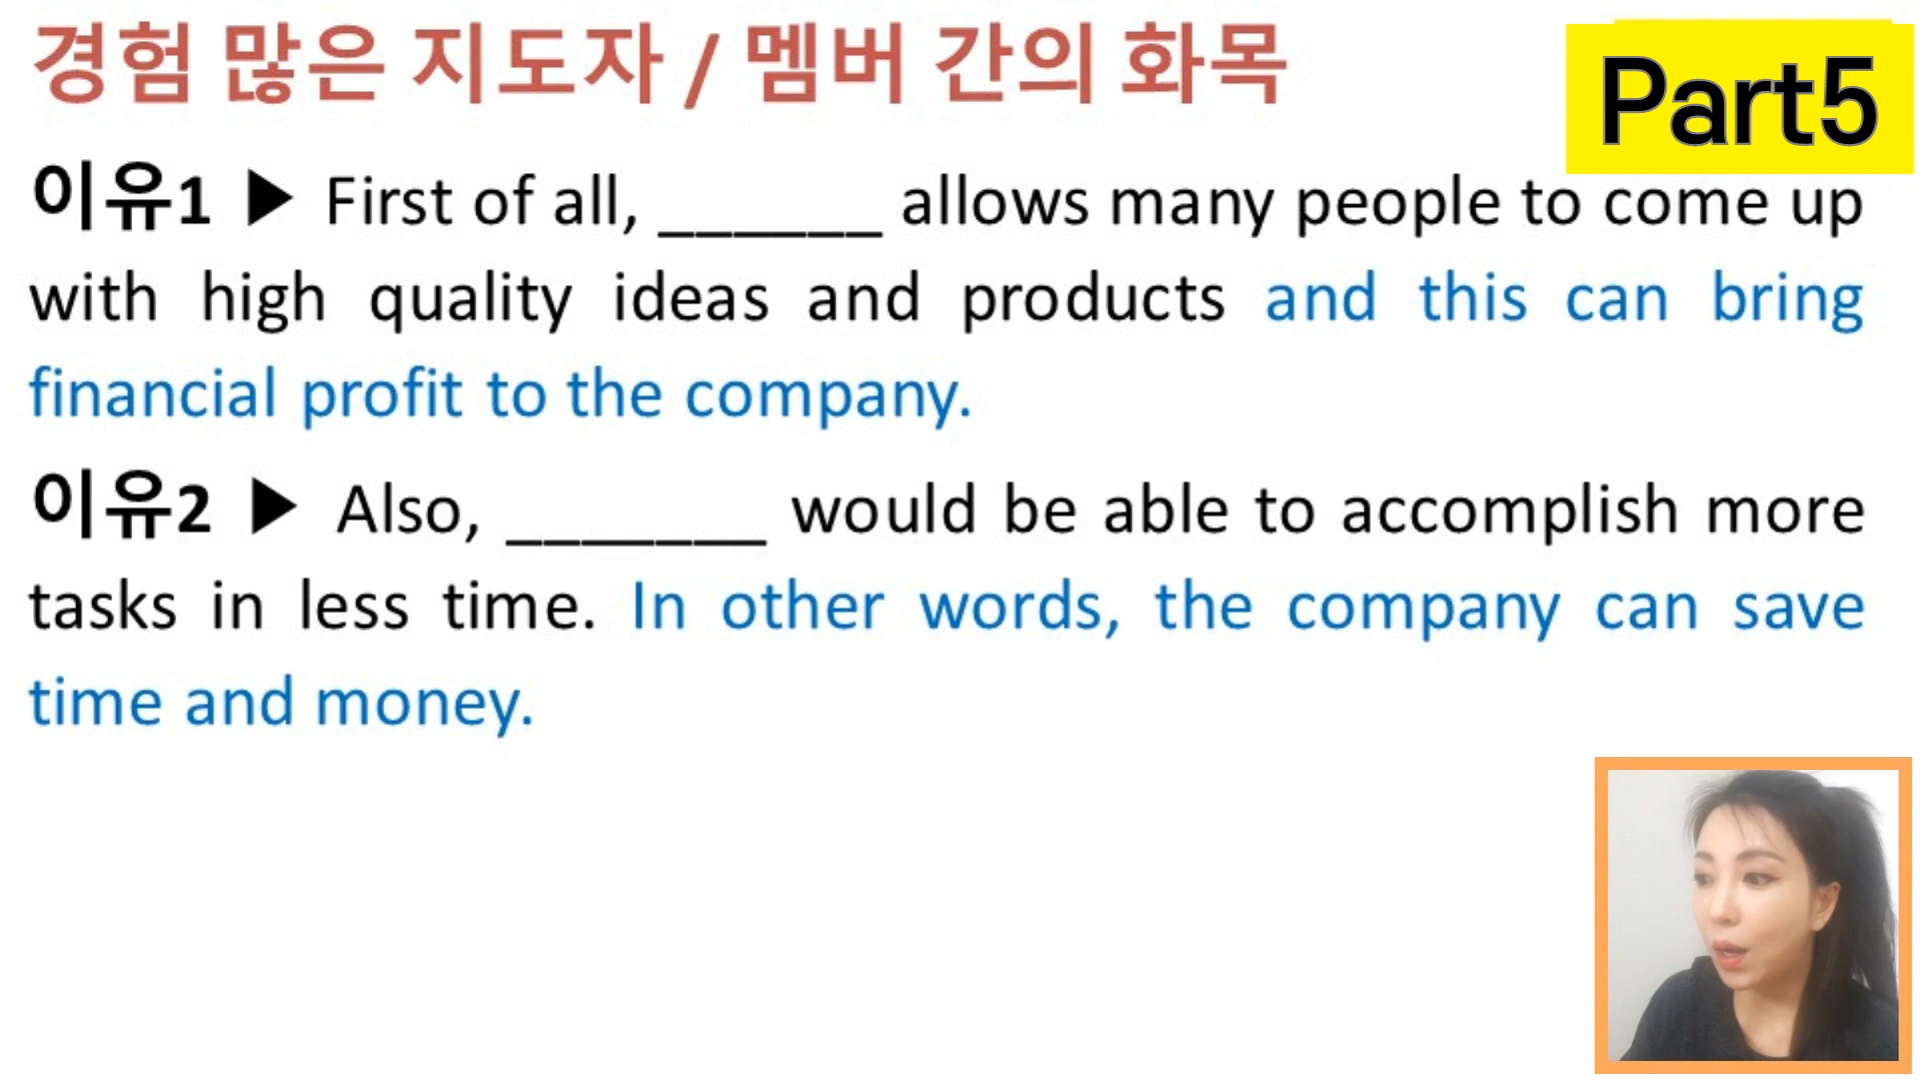 경험 많은 지도자 / 멤버 간의 화목
Part5
이유1 ▶ First of all, ______ allows many people to come up
with high quality ideas and products and this can bring
financial profit to the company.
이유2 ▶ Also, _______ would be able to accomplish more
tasks in less time. In other words, the company can save
time and money.